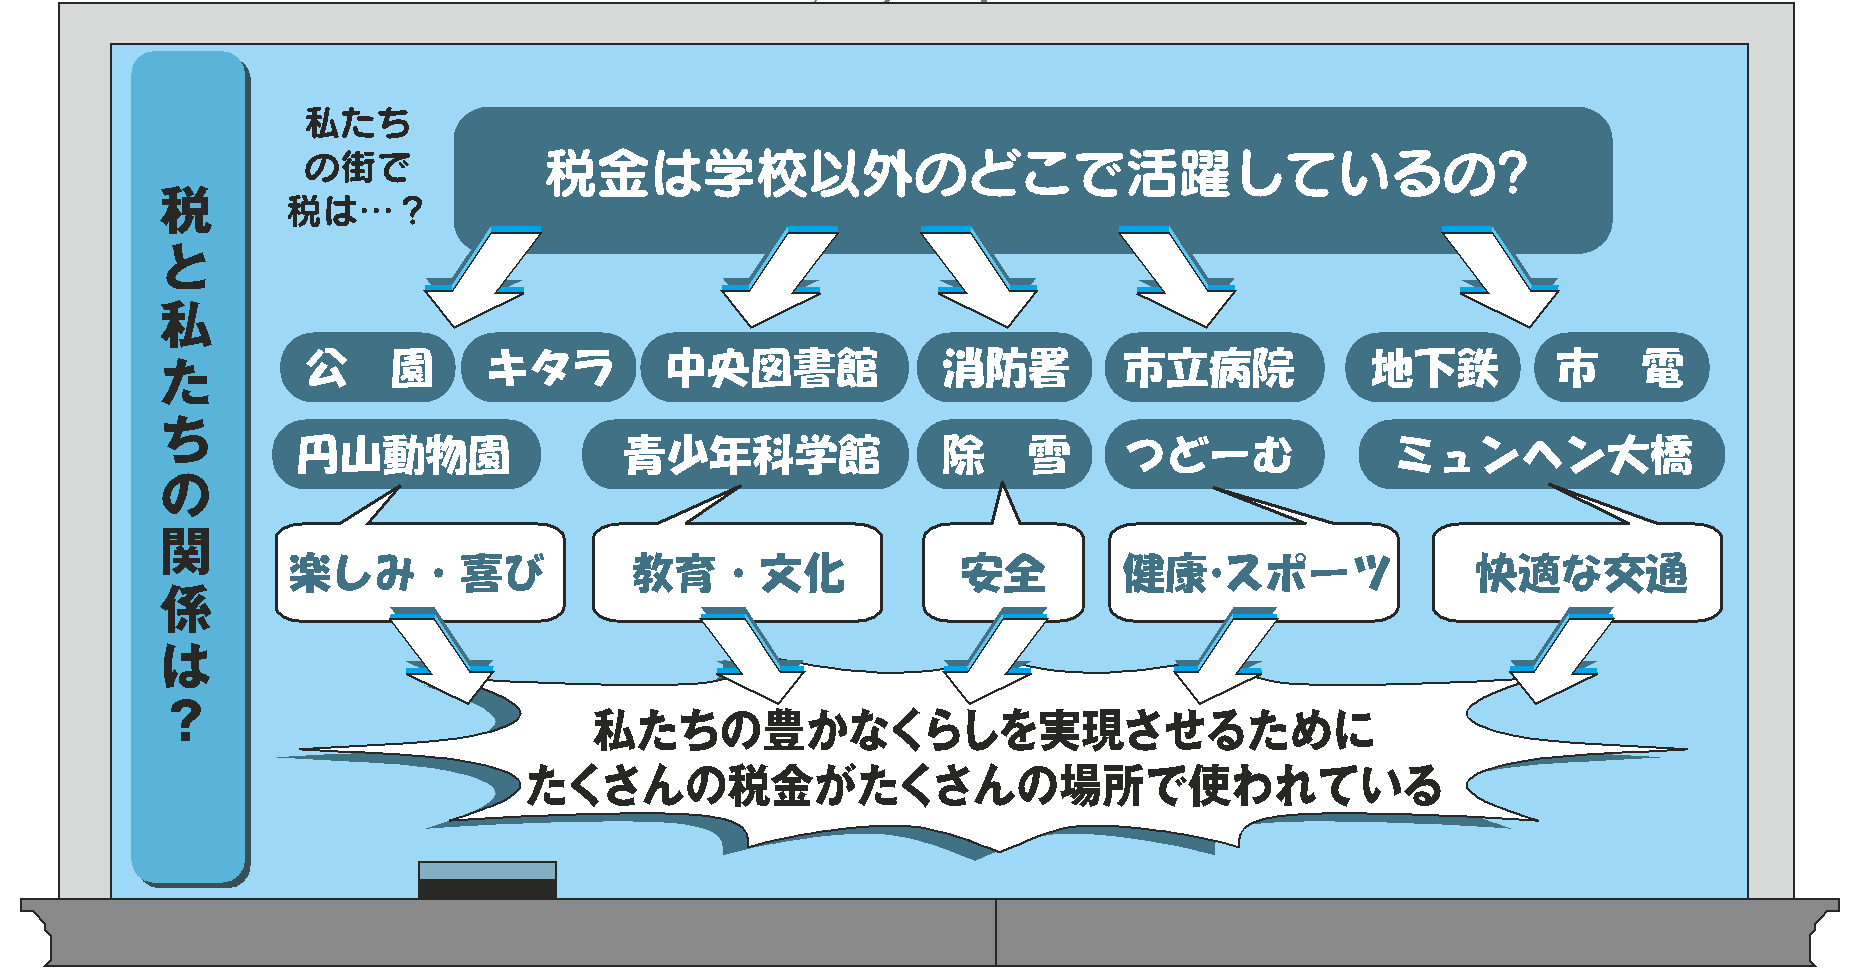 税と私たちの関係は？
私たち
の街で
税は…？
税金は学校以外のどこで活躍しているの?
公　園
キタラ
中央図書館
消防署
市立病院
地下鉄
市　電
円山動物園
青少年科学館
除　雪
つどーむ
ミュンヘン大橋
楽しみ・喜び
教育・文化
安全
健康・スポーツ
快適な交通
私たちの豊かなくらしを実現させるために
たくさんの税金がたくさんの場所で使われている